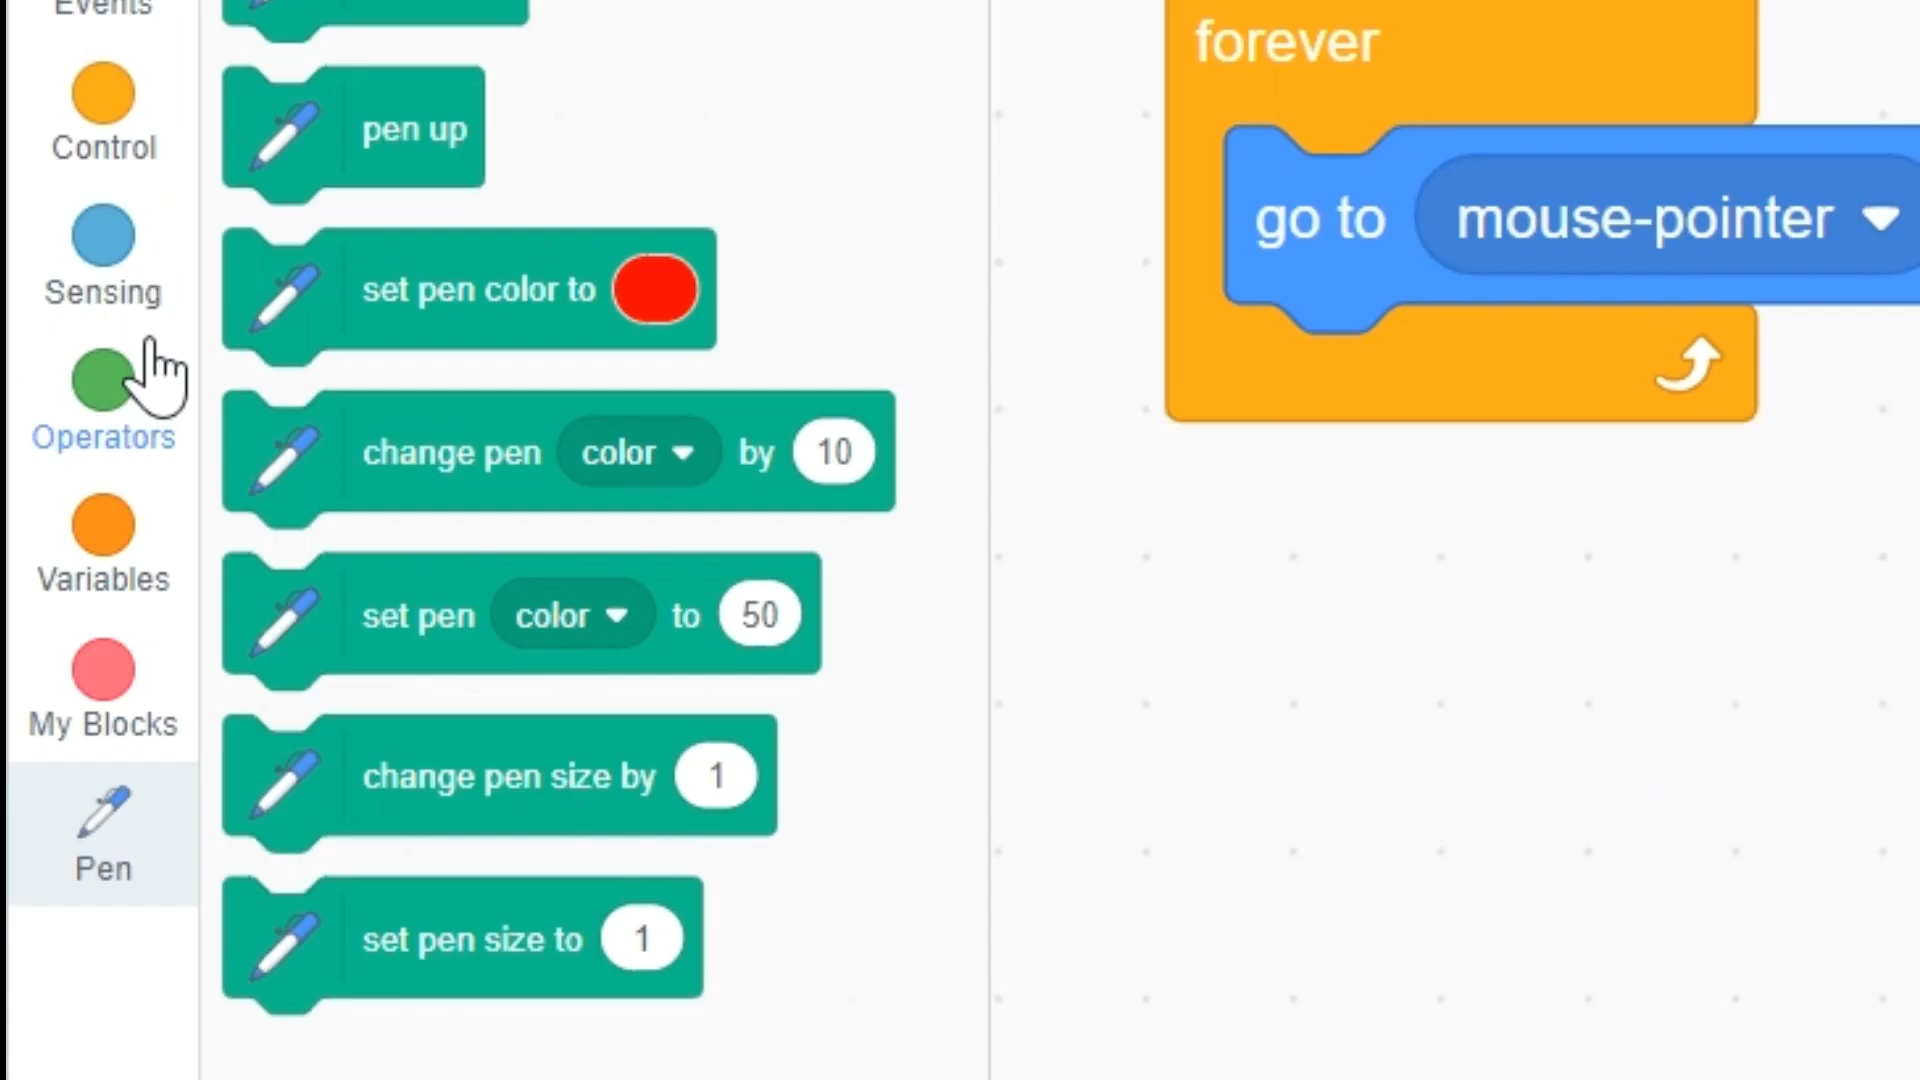 Events
Control
Sensing
Operators
Variables
My Blocks
Pen
pen up
set pen color to
change pen color by 10
set pen color to 50
change pen size by 1
set pen size to 1
forever
go to mouse-pointer